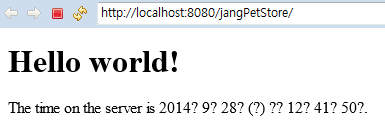 http://localhost:8080/jangPetStore/
Hello world!
The time on the server is 2014? 9? 28? (?) ?? 12? 41? 50?.